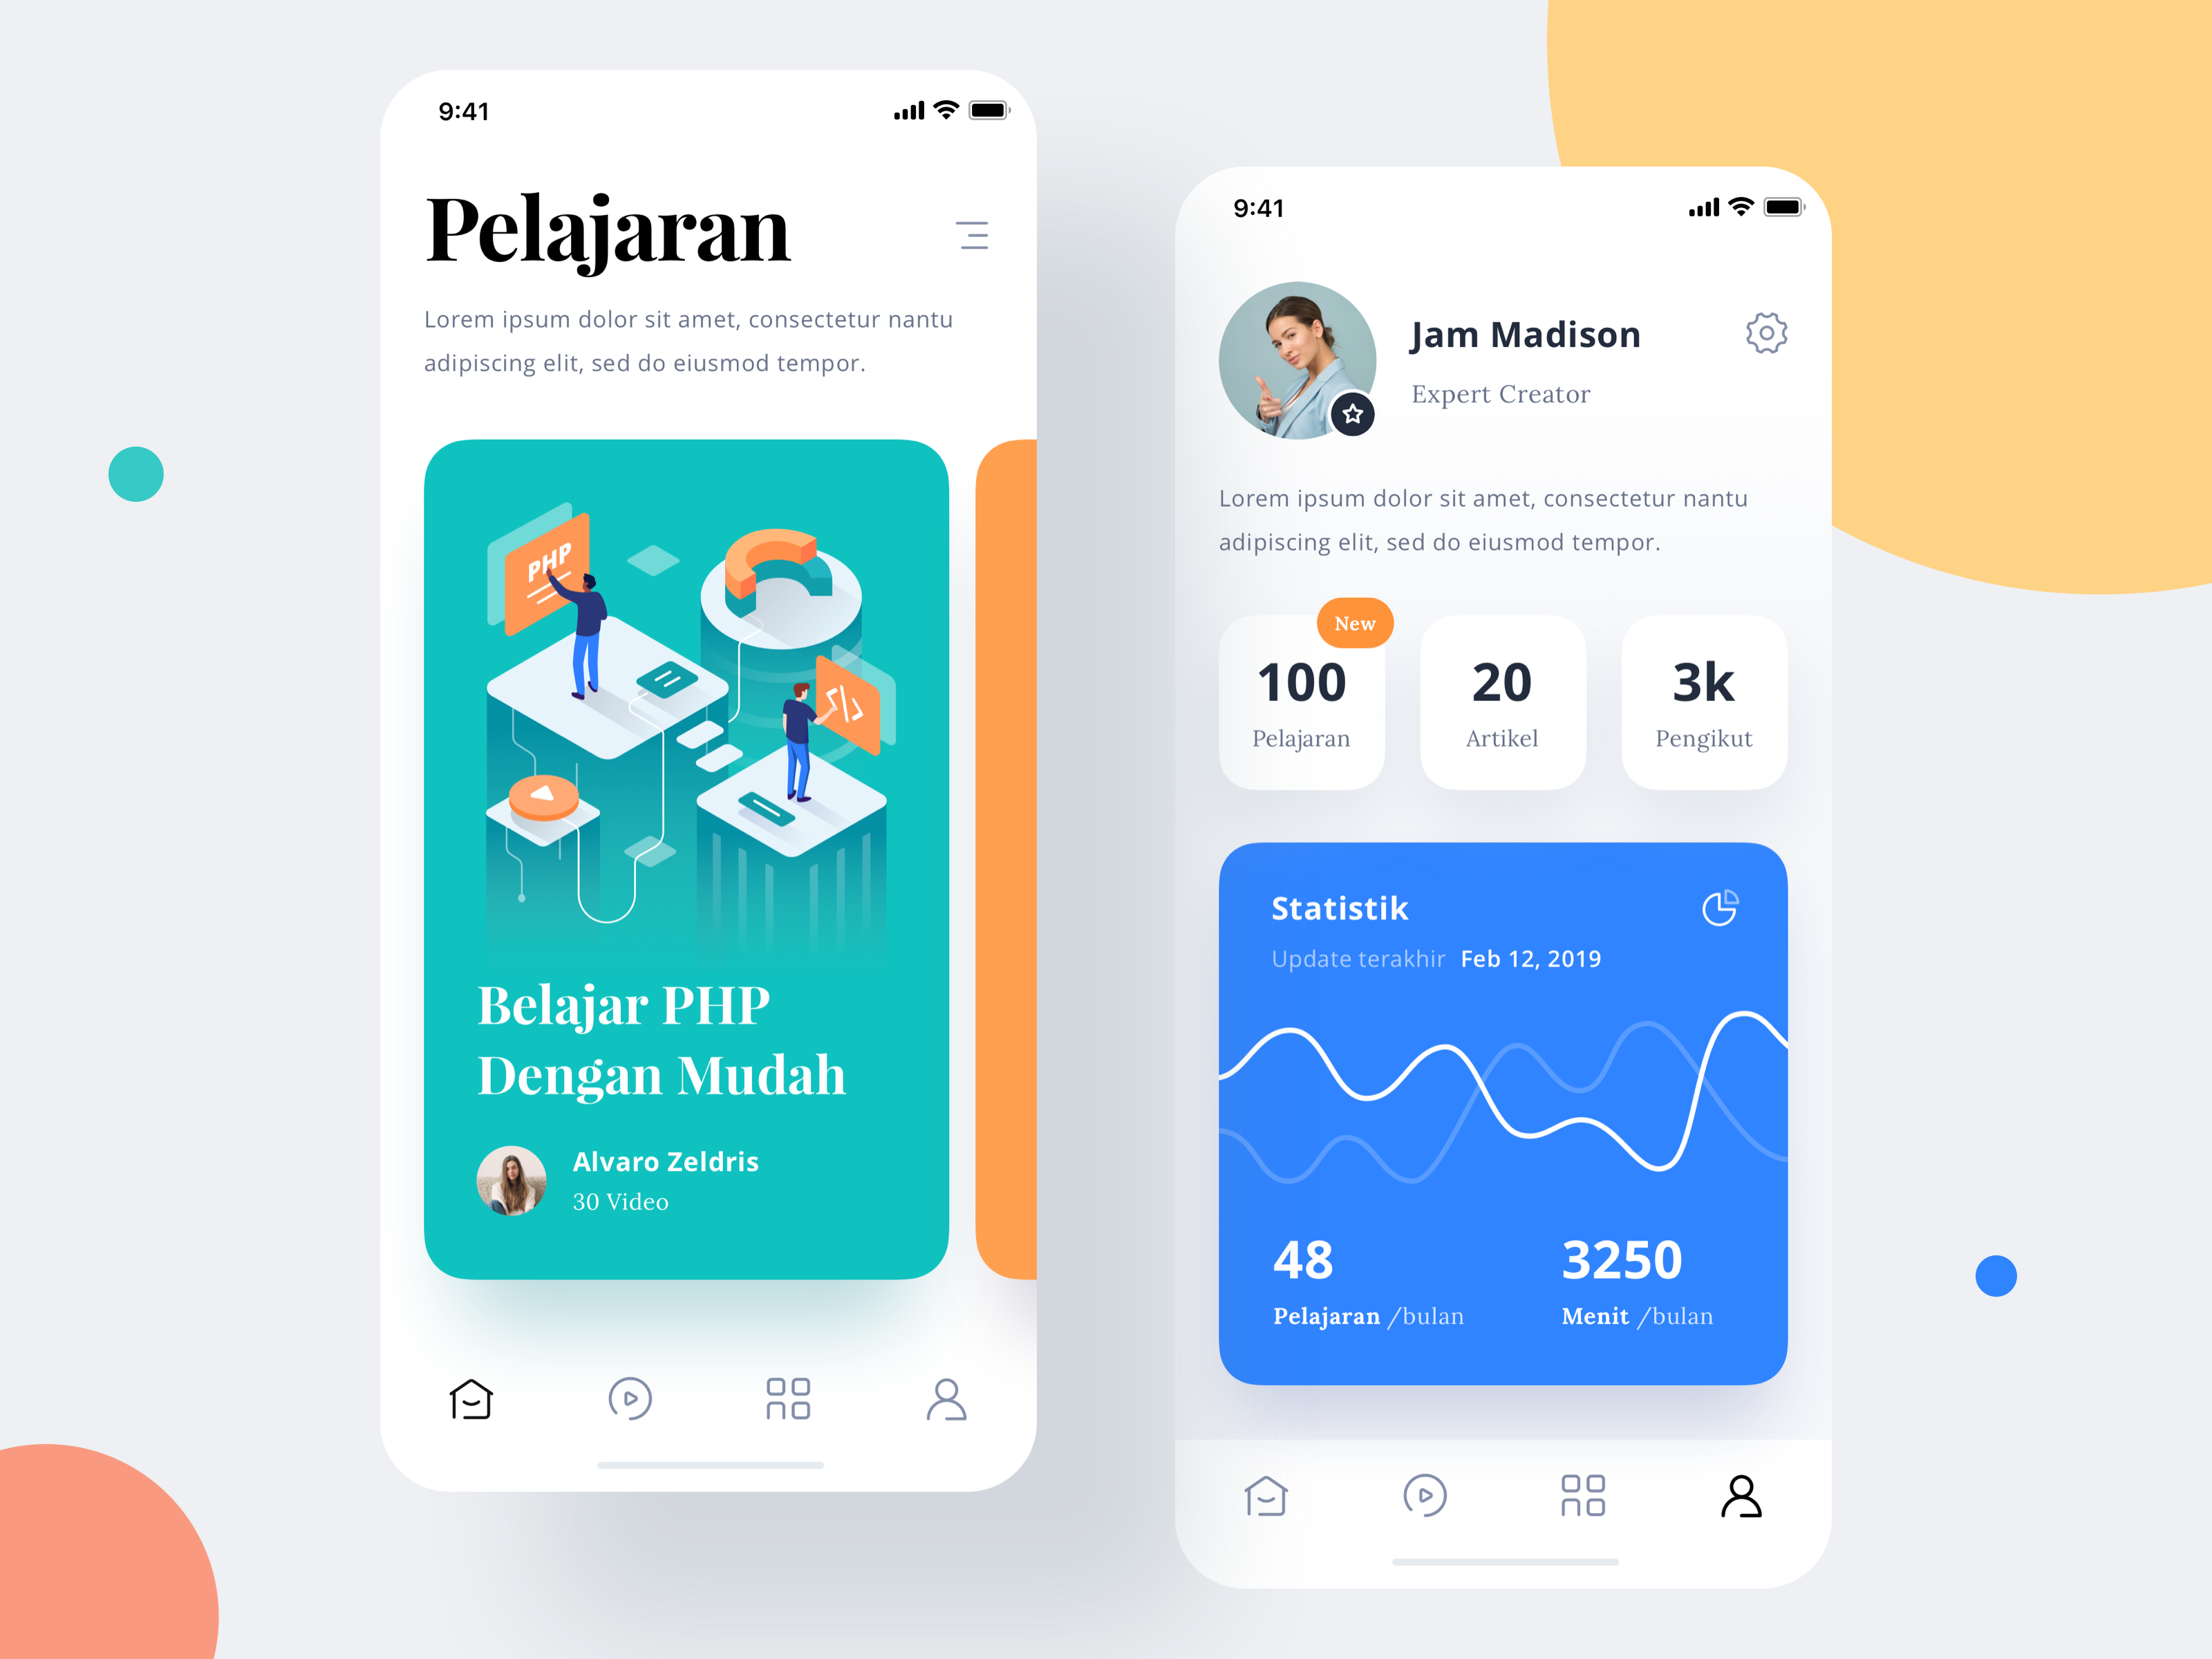 9:41
Pelajaran
Lorem ipsum dolor sit amet, consectetur nantu
adipiscing elit, sed do eiusmod tempor.
PHP
</>
Belajar PHP
Dengan Mudah
Alvaro Zeldris
30 Video
9:41
Jam Madison
Expert Creator
Lorem ipsum dolor sit amet, consectetur nantu
adipiscing elit, sed do eiusmod tempor.
New
100
Pelajaran
20
Artikel
3k
Pengikut
Statistik
Update terakhir Feb 12, 2019
48
Pelajaran /bulan
3250
Menit /bulan